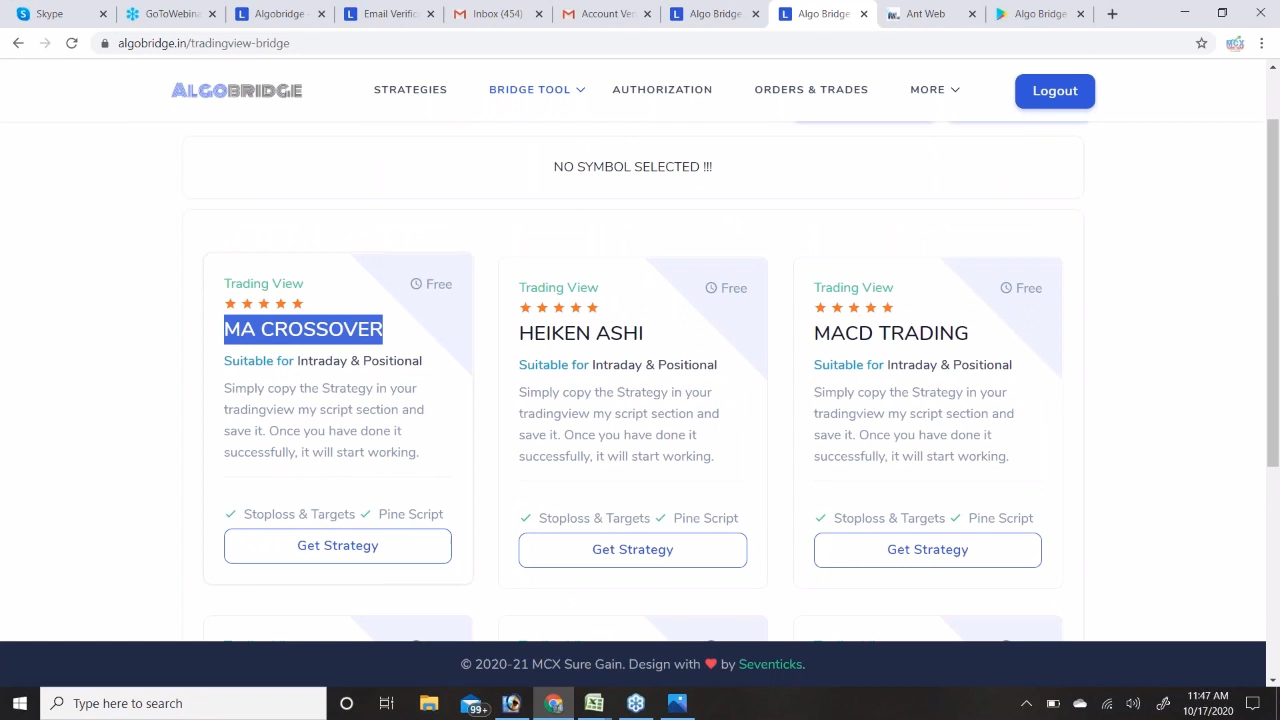 Skype
GoToWebina
Algobridge -
Email Verific
Inbox (454)
Account Ver
Algo Bridge
Algo Bridge
Ant Web
Algo Bridge
algobridge.in/tradingview-bridge
ALGOBRIDGE
STRATEGIES
BRIDGE TOOL
AUTHORIZATION
ORDERS & TRADES
MORE
Logout
NO SYMBOL SELECTED !!!
Trading View
Free
MA CROSSOVER
Suitable for Intraday & Positional
Simply copy the Strategy in your
tradingview my script section and
save it. Once you have done it
successfully, it will start working.
Stoploss & Targets
Pine Script
Get Strategy
Trading View
Free
HEIKEN ASHI
Suitable for Intraday & Positional
Simply copy the Strategy in your
tradingview my script section and
save it. Once you have done it
successfully, it will start working.
Stoploss & Targets
Pine Script
Get Strategy
Trading View
Free
MACD TRADING
Suitable for Intraday & Positional
Simply copy the Strategy in your
tradingview my script section and
save it. Once you have done it
successfully, it will start working.
Stoploss & Targets
Pine Script
Get Strategy
© 2020-21 MCX Sure Gain. Design with ❤ by Seventicks.
Type here to search
99+
11:47 AM
10/17/2020